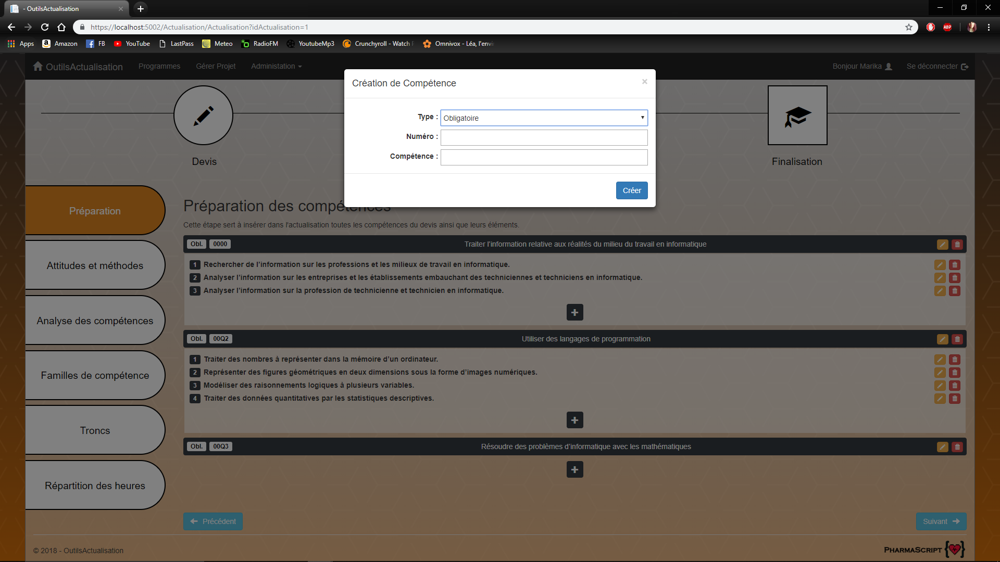 - OutilsActualisation
https://localhost:5002/Actualisation/Actualisation?idActualisation=1
ABP
Apps Amazon FB YouTube LastPass Meteo RadioFM YoutubeMp3 Crunchyroll - Watch Omnivox - Léa, l'envi
OutilsActualisation Programmes Gérer Projet Administation Bonjour Marika Se déconnecter
Création de Compétence ×
Type : Obligatoire
Numéro :
Compétence :
Créer
Devis
Finalisation
Préparation
Attitudes et méthodes
Analyse des compétences
Familles de compétence
Troncs
Répartition des heures
Préparation des compétences
Cette étape sert à insérer dans l'actualisation toutes les compétences du devis ainsi que leurs éléments.
Obl. 0000 Traiter l'information relative aux réalités du milieu du travail en informatique
1 Rechercher de l'information sur les professions et les milieux de travail en informatique.
2 Analyser l'information sur les entreprises et les établissements embauchant des techniciennes et techniciens en informatique.
3 Analyser l'information sur la profession de technicienne et technicien en informatique.
Obl. 00Q2 Utiliser des langages de programmation
1 Traiter des nombres à représenter dans la mémoire d'un ordinateur.
2 Représenter des figures géométriques en deux dimensions sous la forme d'images numériques.
3 Modéliser des raisonnements logiques à plusieurs variables.
4 Traiter des données quantitatives par les statistiques descriptives.
Obl. 00Q3 Résoudre des problèmes d'informatique avec les mathématiques
Précédent
Suivant
© 2018 - OutilsActualisation
PHARMASCRIPT